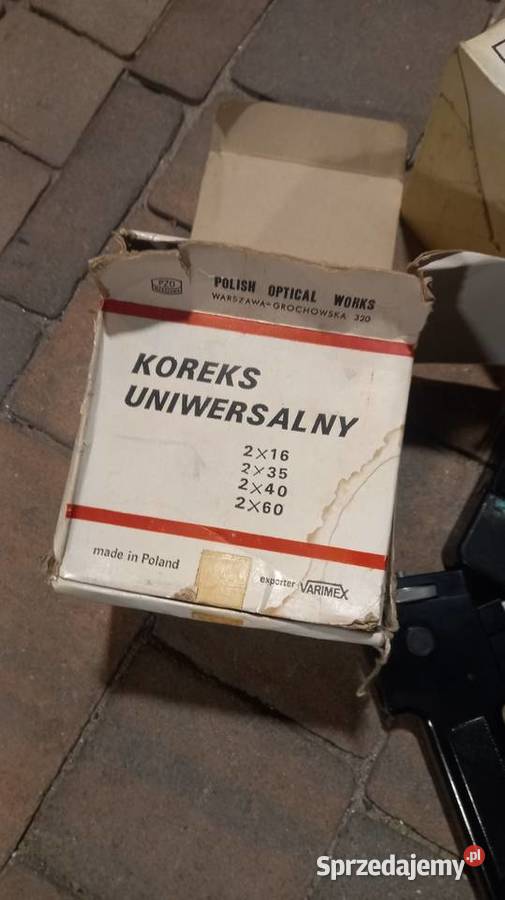 PZO
POLISH OPTICAL WORKS
WARSZAWA-GROCHOWSKA 320
KOREKS
UNIWERSALNY
2×16
2×35
2×40
2×60
made in Poland
exporter VARIMEX
Sprzedajemy.pl